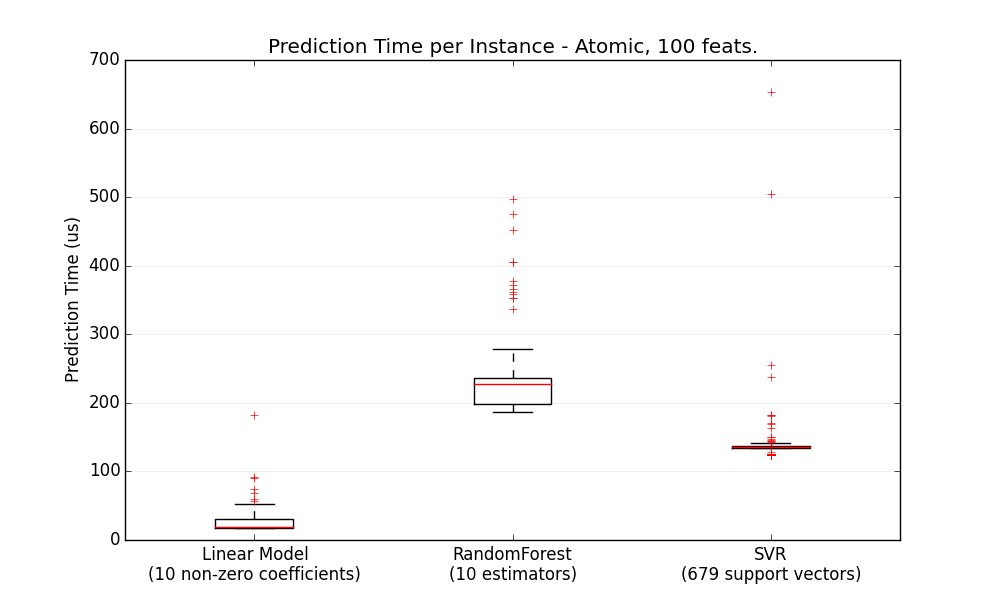 Prediction Time per Instance - Atomic, 100 feats.
700
600
500
400
300
200
100
0
Prediction Time (us)
Linear Model
(10 non-zero coefficients)
RandomForest
(10 estimators)
SVR
(679 support vectors)